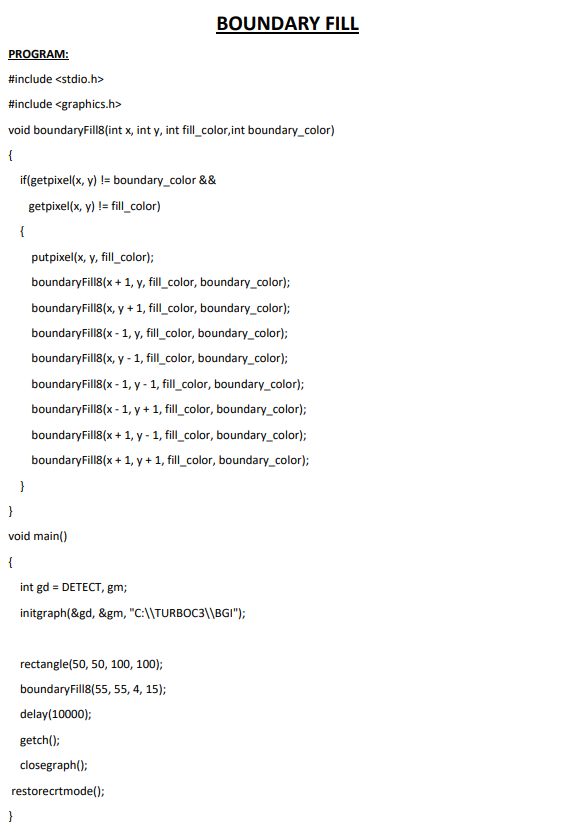 BOUNDARY FILL
PROGRAM:
#include <stdio.h>
#include <graphics.h>
void boundaryFill8(int x, int y, int fill_color,int boundary_color)
{
if(getpixel(x, y) != boundary_color &&
getpixel(x, y) != fill_color)
{
putpixel(x, y, fill_color);
boundaryFill8(x + 1, y, fill_color, boundary_color);
boundaryFill8(x, y + 1, fill_color, boundary_color);
boundaryFill8(x - 1, y, fill_color, boundary_color);
boundaryFill8(x, y - 1, fill_color, boundary_color);
boundaryFill8(x - 1, y - 1, fill_color, boundary_color);
boundaryFill8(x - 1, y + 1, fill_color, boundary_color);
boundaryFill8(x + 1, y - 1, fill_color, boundary_color);
boundaryFill8(x + 1, y + 1, fill_color, boundary_color);
}
}
void main()
{
int gd = DETECT, gm;
initgraph(&gd, &gm, "C:\\TURBOC3\\BGI");
rectangle(50, 50, 100, 100);
boundaryFill8(55, 55, 4, 15);
delay(10000);
getch();
closegraph();
restorecrtmode();
}